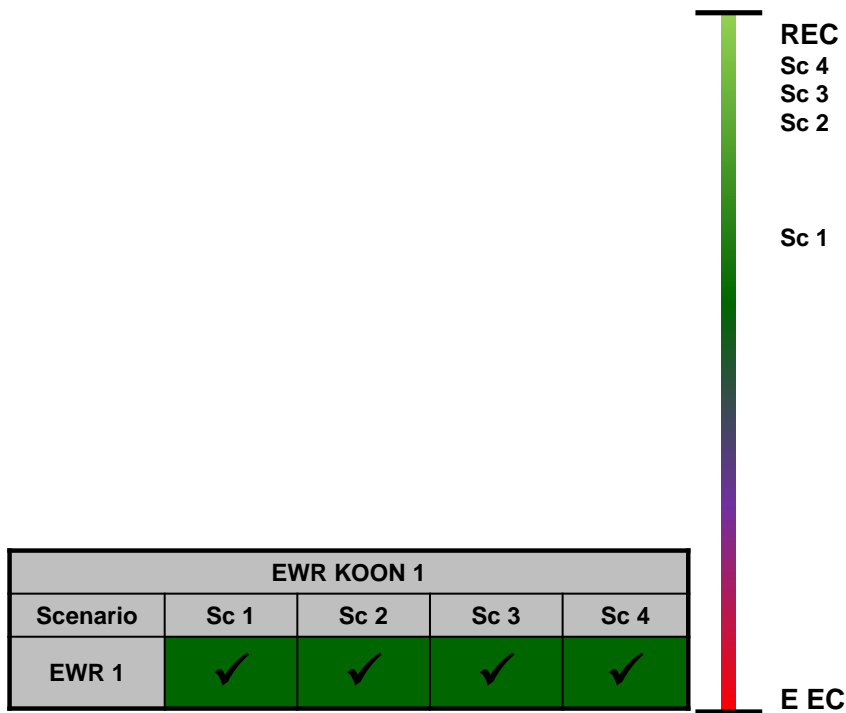 REC
Sc 4
Sc 3
Sc 2
Sc 1
EWR KOON 1
Scenario Sc 1 Sc 2 Sc 3 Sc 4
EWR 1 ✓ ✓ ✓ ✓
E EC